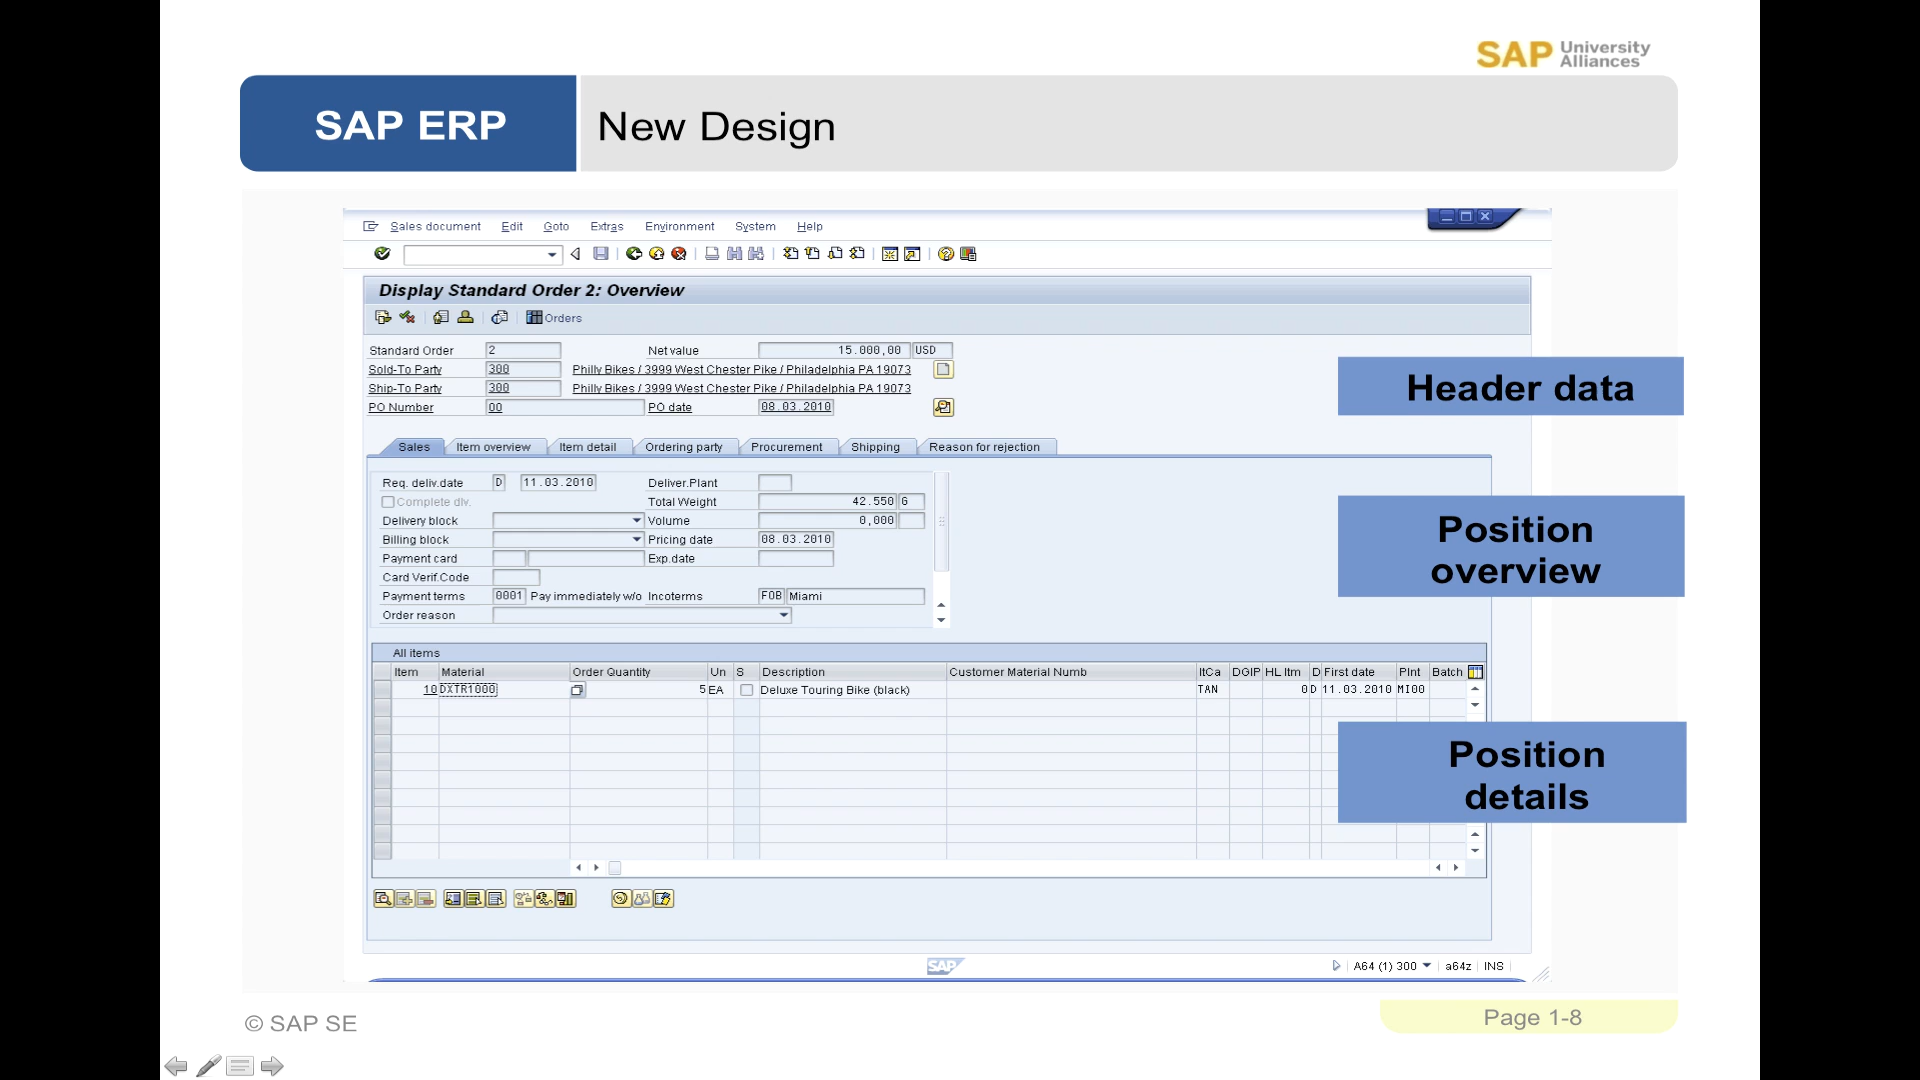 SAP University Alliances
SAP ERP
New Design
Sales document Edit Goto Extras Environment System Help
Display Standard Order 2: Overview
Orders
Standard Order 2 Net value 15.000,00 USD
Sold-To Party 300 Philly Bikes / 3999 West Chester Pike / Philadelphia PA 19073
Ship-To Party 300 Philly Bikes / 3999 West Chester Pike / Philadelphia PA 19073
PO Number 00 PO date 08.03.2010
Header data
Sales Item overview Item detail Ordering party Procurement Shipping Reason for rejection
Req. deliv.date D 11.03.2010 Deliver.Plant
Complete dlv. Total Weight 42.550 G
Delivery block Volume 0,000
Billing block Pricing date 08.03.2010
Payment card Exp.date
Card Verif.Code
Payment terms 0001 Pay immediately w/o Incoterms FOB Miami
Order reason
Position
overview
All items
Item Material Order Quantity Un S Description Customer Material Numb ItCa DGIP HL Itm D First date Plnt Batch
10 DXTR1000 5 EA Deluxe Touring Bike (black) TAN 0 D 11.03.2010 MI00
Position
details
SAP
A64 (1) 300 a64z INS
© SAP SE
Page 1-8